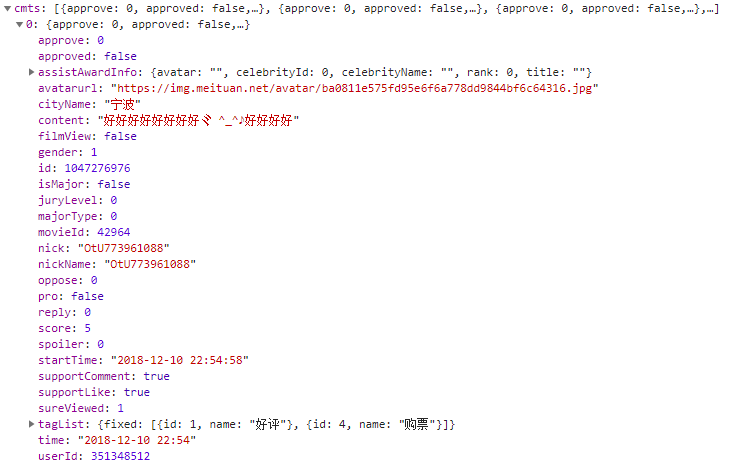 cmts: [{approve: 0, approved: false,…}, {approve: 0, approved: false,…}, {approve: 0, approved: false,…},…]
0: {approve: 0, approved: false,…}
approve: 0
approved: false
assistAwardInfo: {avatar: "", celebrityId: 0, celebrityName: "", rank: 0, title: ""}
avatarurl: "https://img.meituan.net/avatar/ba0811e575fd95e6f6a778dd9844bf6c64316.jpg"
cityName: "宁波"
content: "好好好好好好好好 ^_^♪好好好好"
filmView: false
gender: 1
id: 1047276976
isMajor: false
juryLevel: 0
majorType: 0
movieId: 42964
nick: "OtU773961088"
nickName: "OtU773961088"
oppose: 0
pro: false
reply: 0
score: 5
spoiler: 0
startTime: "2018-12-10 22:54:58"
supportComment: true
supportLike: true
sureViewed: 1
tagList: {fixed: [{id: 1, name: "好评"}, {id: 4, name: "购票"}]}
time: "2018-12-10 22:54"
userId: 351348512